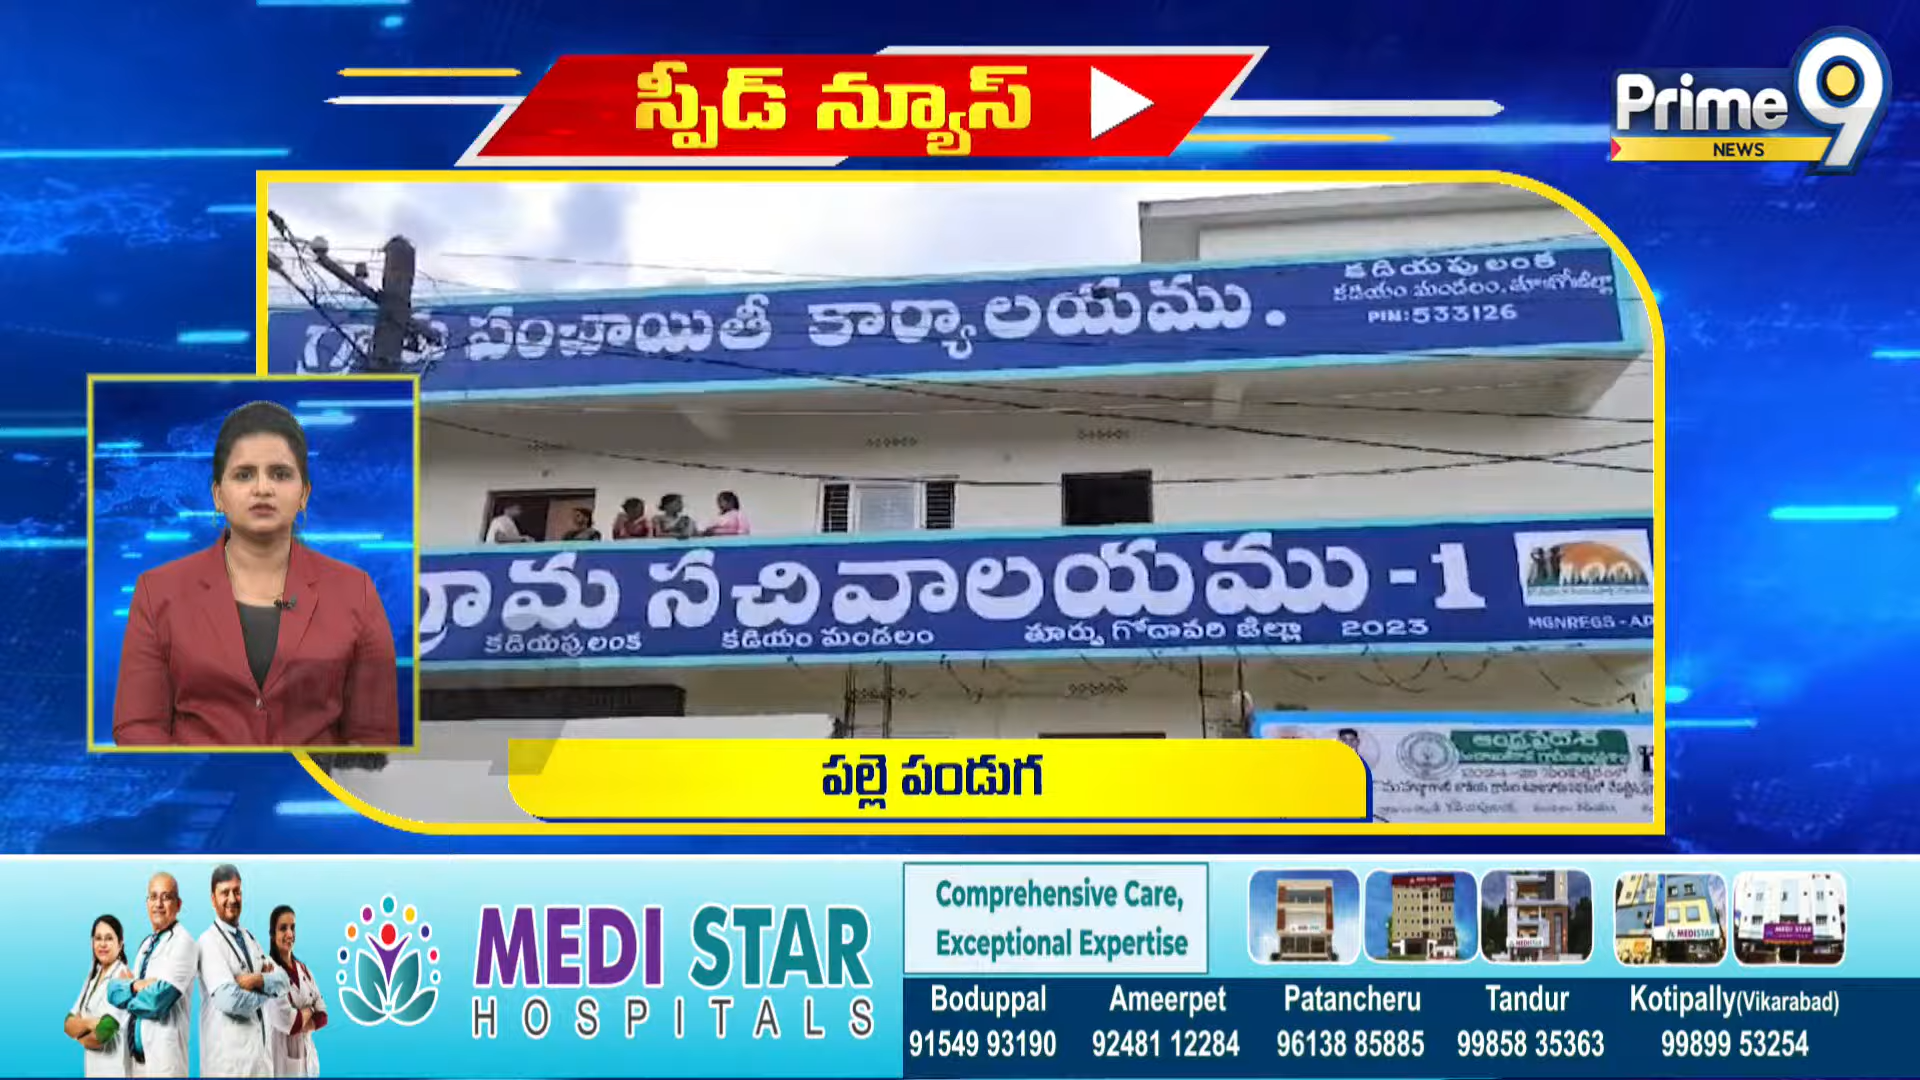 స్పీడ్ న్యూస్
Prime9
NEWS
గ్రామ పంచాయితీ కార్యాలయము.
కడియపులంక
కడియం మండలం, తూ.గో.జిల్లా
PIN:533126
గ్రామ సచివాలయము -1
కడియపులంక కడియం మండలం తూర్పు గోదావరి జిల్లా 2023
MGNREGS - AP
ఆంధ్రప్రదేశ్
పల్లె పండుగ
MEDI STAR
HOSPITALS
Comprehensive Care,
Exceptional Expertise
Boduppal Ameerpet Patancheru Tandur Kotipally(Vikarabad)
91549 93190 92481 12284 96138 85885 99858 35363 99899 53254